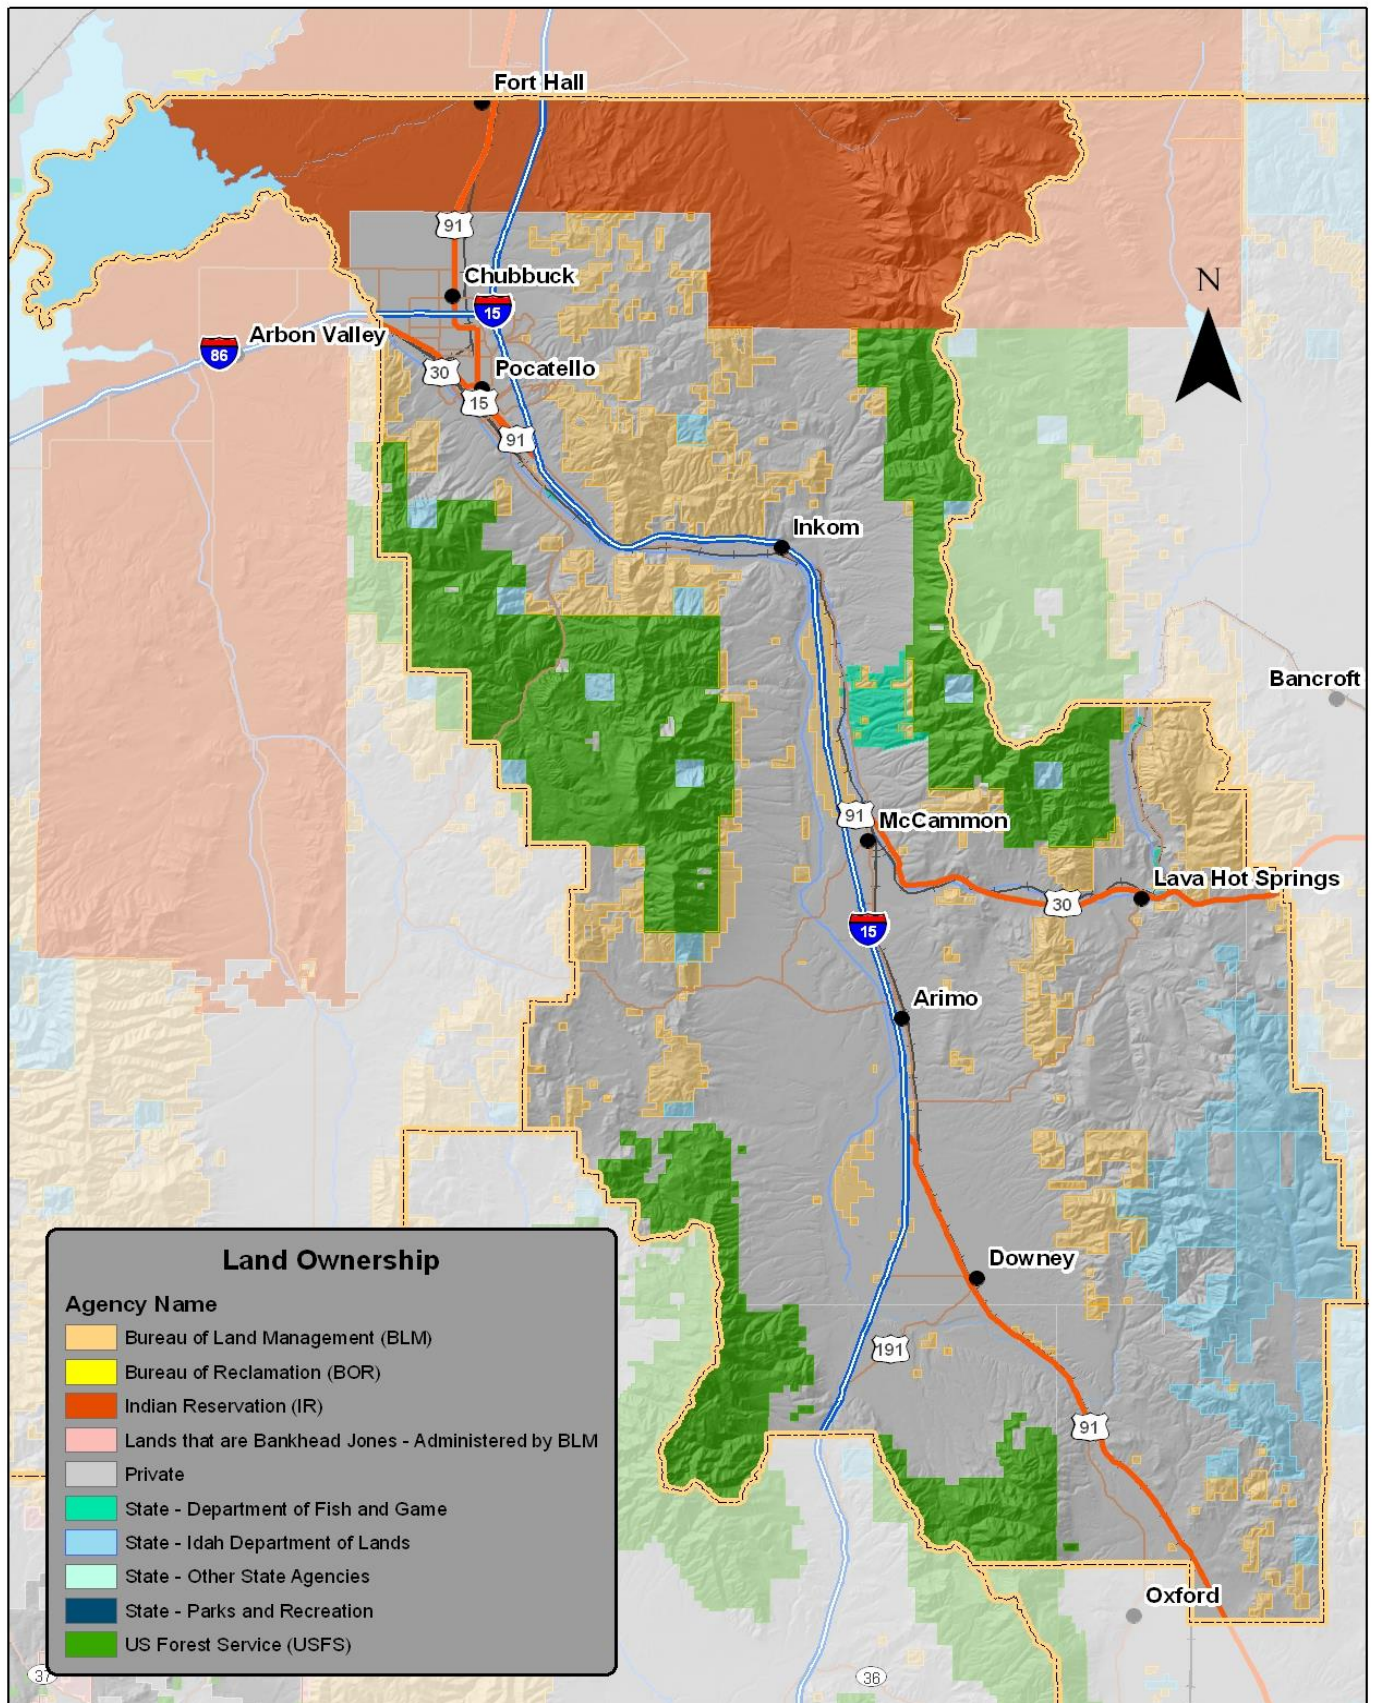 Fort Hall
91
Chubbuck
N
15
Arbon Valley
86
Pocatello
30
15
91
Inkom
Bancroft
91
McCammon
Lava Hot Springs
30
15
Arimo
Downey
191
91
Oxford
36
37
Land Ownership
Agency Name
Bureau of Land Management (BLM)
Bureau of Reclamation (BOR)
Indian Reservation (IR)
Lands that are Bankhead Jones - Administered by BLM
Private
State - Department of Fish and Game
State - Idah Department of Lands
State - Other State Agencies
State - Parks and Recreation
US Forest Service (USFS)